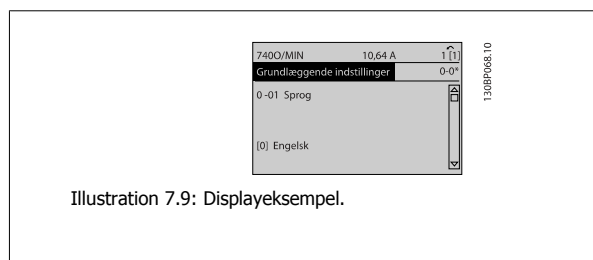 740O/MIN 10,64 A 1 [1]
Grundlæggende indstillinger 0-0*
0 -01 Sprog
[0] Engelsk
130BP068.10
Illustration 7.9: Displayeksempel.